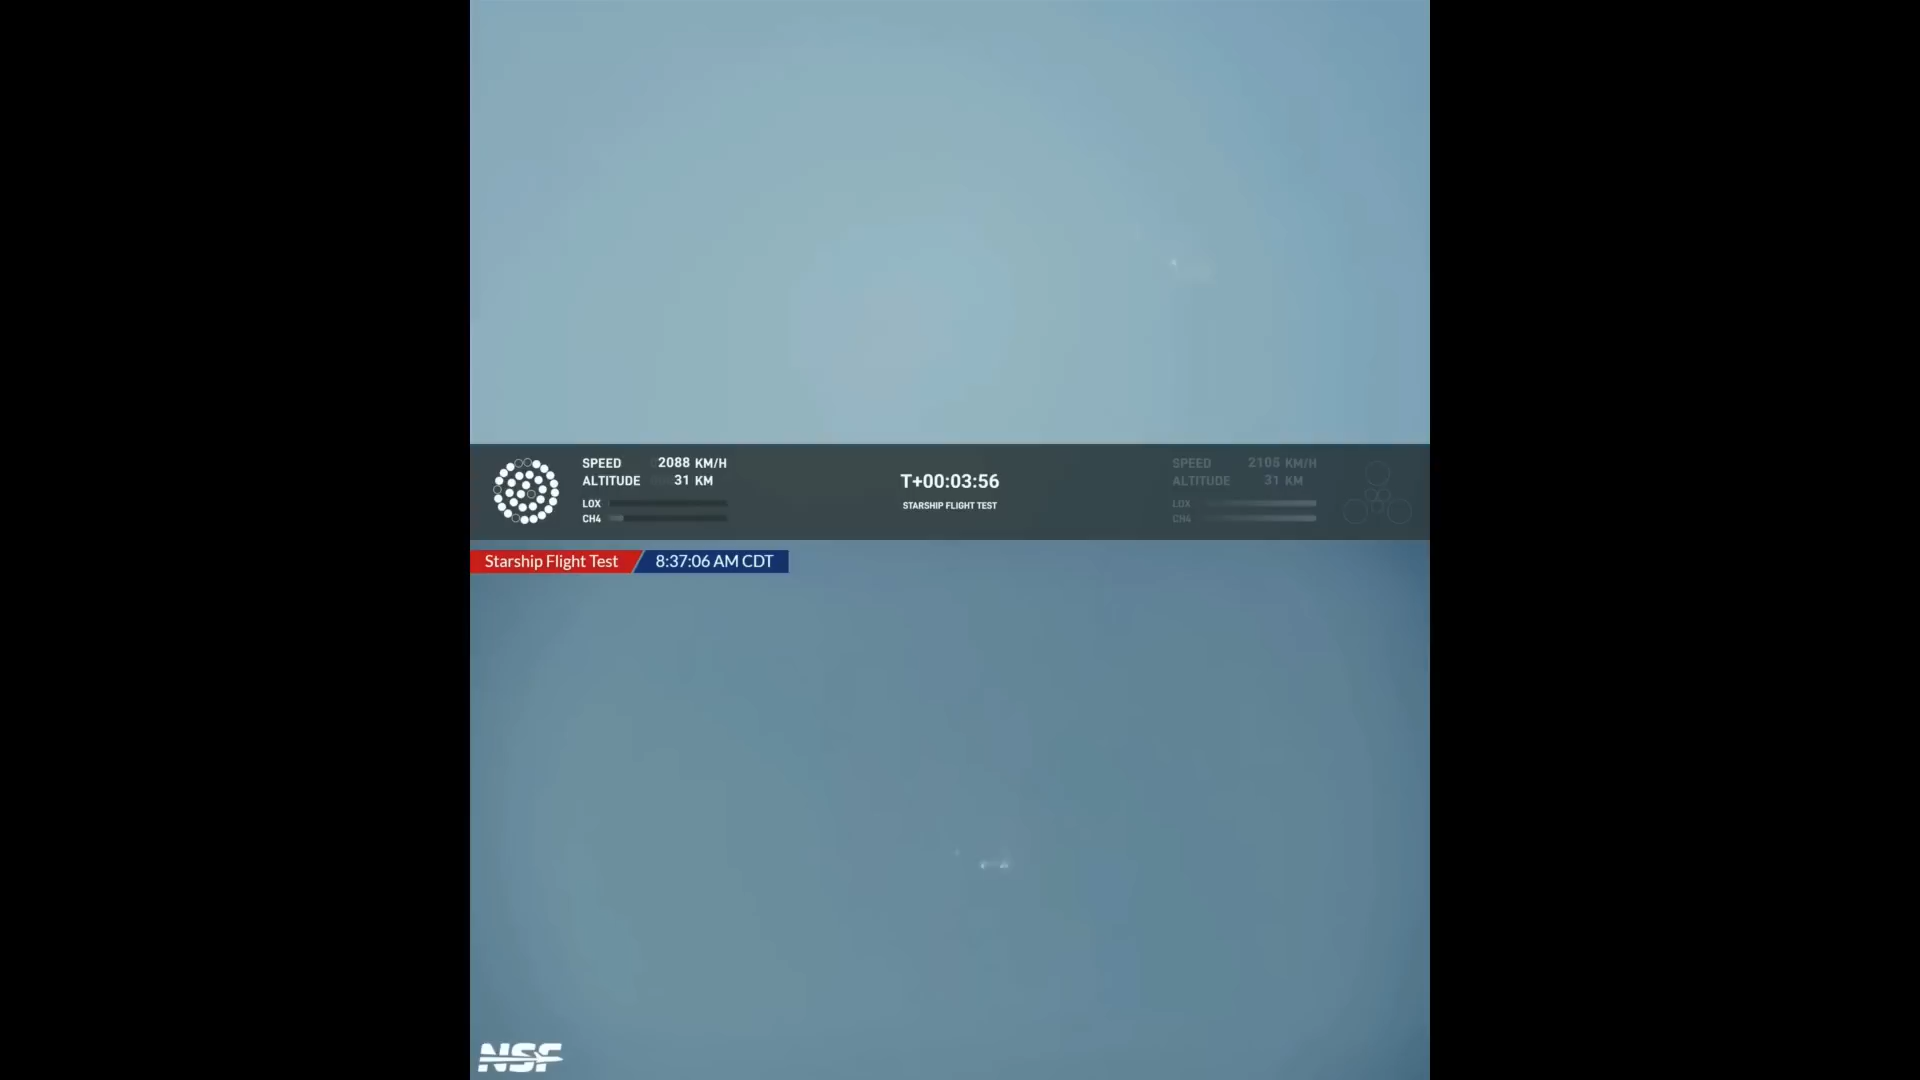 SPEED 2088 KM/H
ALTITUDE 31 KM
LOX
CH4
T+00:03:56
STARSHIP FLIGHT TEST
SPEED 2105 KM/H
ALTITUDE 31 KM
LOX
CH4
Starship Flight Test 8:37:06 AM CDT
NSF